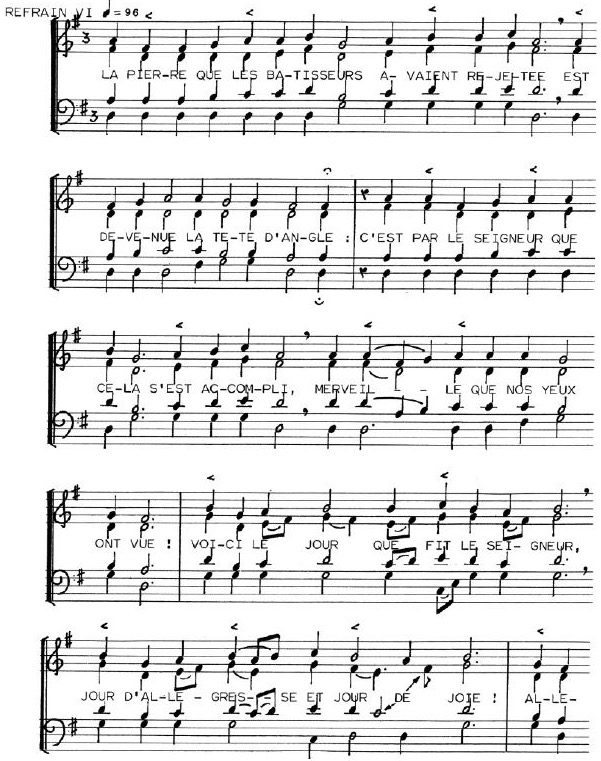 REFRAIN VI ♩=96
3
LA PIER-RE QUE LES BA-TISSEURS A-VAIENT RE-JE-TEE EST
3
DE-VE-NUE LA TE-TE D'AN-GLE : C'EST PAR LE SEIGNEUR QUE
CE-LA S'EST AC-COM-PLI, MERVEIL - - LE QUE NOS YEUX
ONT VUE ! VOI-CI LE JOUR QUE FIT LE SEI-GNEUR,
JOUR D'AL-LE-GRES-SE ET JOUR DE JOIE ! AL-LE-